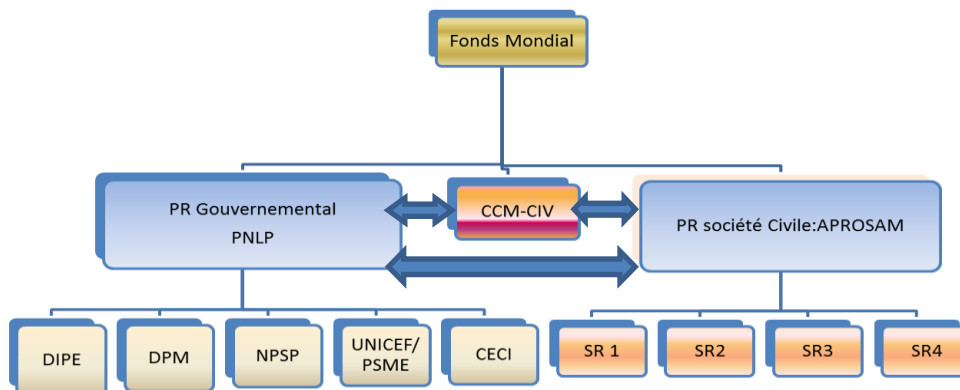 Fonds Mondial
PR Gouvernemental
PNLP
CCM-CIV
PR société Civile:APROSAM
DIPE
DPM
NPSP
UNICEF/
PSME
CECI
SR 1
SR2
SR3
SR4